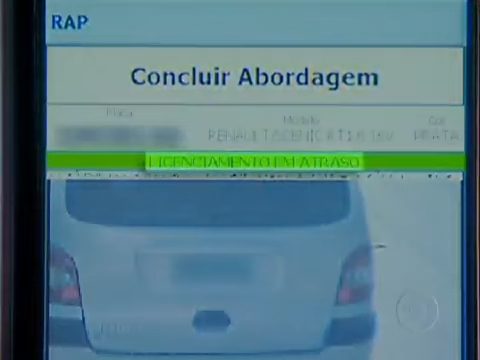 RAP
Concluir Abordagem
Placa Modelo Cor
RENAULT/SCENIC RT 1.6 16V PRATA
LICENCIAMENTO EM ATRASO